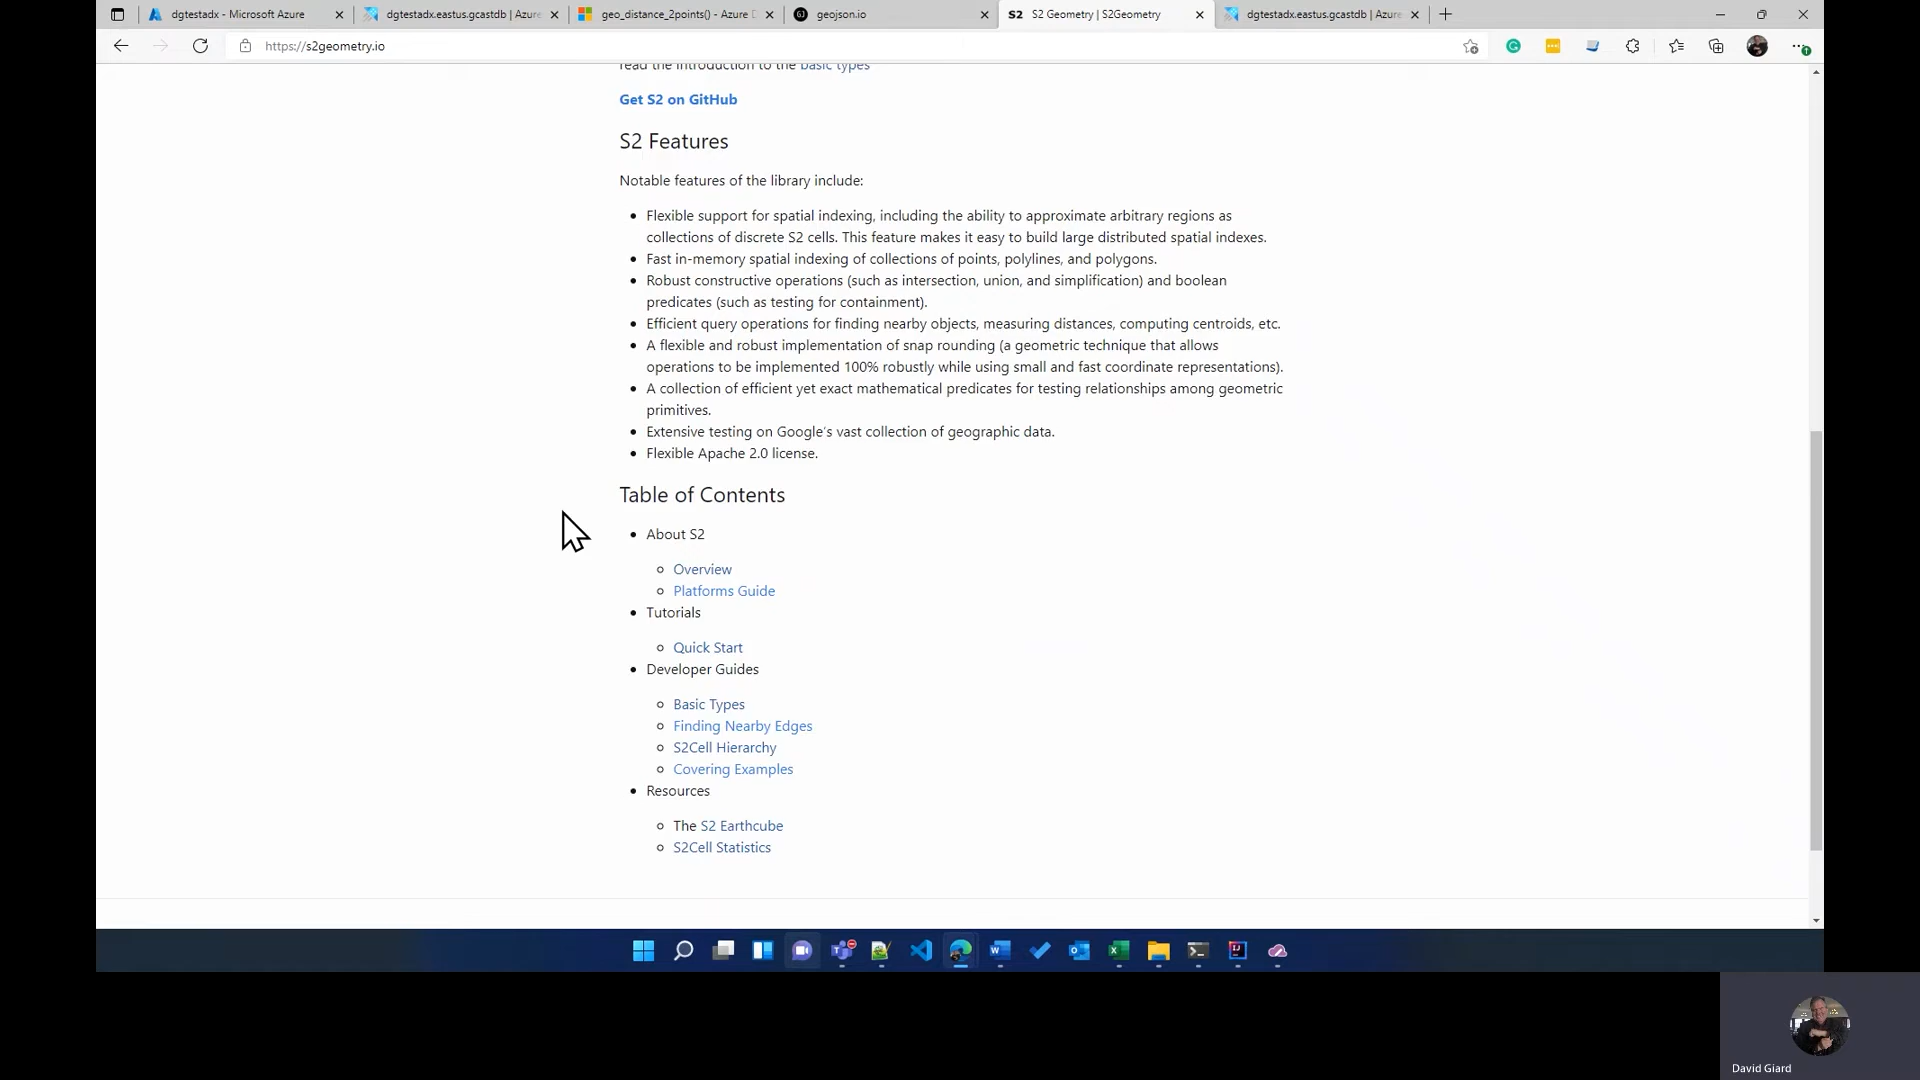 dgtestadx - Microsoft Azure
dgtestadx.eastus.gcastdb | Azure
geo_distance_2points() - Azure D
geojson.io
S2 S2 Geometry | S2Geometry
dgtestadx.eastus.gcastdb | Azure
https://s2geometry.io
read the introduction to the basic types
Get S2 on GitHub
S2 Features
Notable features of the library include:
Flexible support for spatial indexing, including the ability to approximate arbitrary regions as
collections of discrete S2 cells. This feature makes it easy to build large distributed spatial indexes.
Fast in-memory spatial indexing of collections of points, polylines, and polygons.
Robust constructive operations (such as intersection, union, and simplification) and boolean
predicates (such as testing for containment).
Efficient query operations for finding nearby objects, measuring distances, computing centroids, etc.
A flexible and robust implementation of snap rounding (a geometric technique that allows
operations to be implemented 100% robustly while using small and fast coordinate representations).
A collection of efficient yet exact mathematical predicates for testing relationships among geometric
primitives.
Extensive testing on Google's vast collection of geographic data.
Flexible Apache 2.0 license.
Table of Contents
About S2
Overview
Platforms Guide
Tutorials
Quick Start
Developer Guides
Basic Types
Finding Nearby Edges
S2Cell Hierarchy
Covering Examples
Resources
The S2 Earthcube
S2Cell Statistics
David Giard